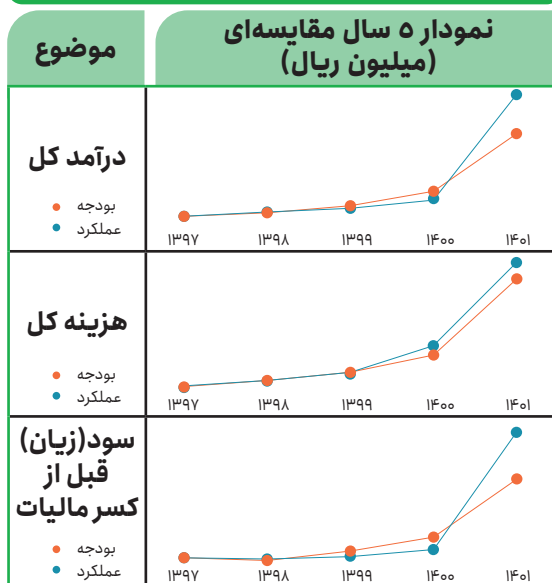 موضوع
نمودار ۵ سال مقایسه‌ای
(میلیون ریال)
درآمد کل
بودجه
عملکرد
۱۳۹۷ ۱۳۹۸ ۱۳۹۹ ۱۴۰۰ ۱۴۰۱
هزینه کل
بودجه
عملکرد
۱۳۹۷ ۱۳۹۸ ۱۳۹۹ ۱۴۰۰ ۱۴۰۱
سود(زیان)
قبل از
کسر مالیات
بودجه
عملکرد
۱۳۹۷ ۱۳۹۸ ۱۳۹۹ ۱۴۰۰ ۱۴۰۱